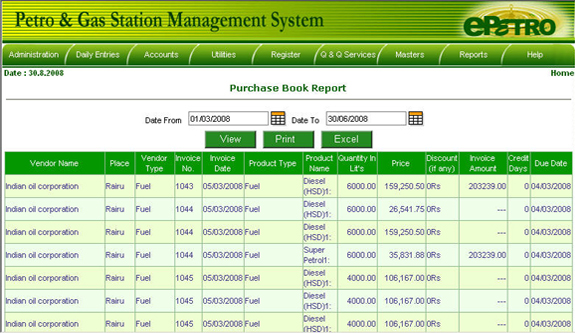 Petro & Gas Station Management System
ePETRO
Administration Daily Entries Accounts Utilities Register Q & Q Services Masters Reports Help
Date : 30.8.2008 Home
Purchase Book Report
Date From 01/03/2008 Date To 30/06/2008
View Print Excel
Vendor Name Place Vendor Type Invoice No. Invoice Date Product Type Product Name Quantity In Lit's Price Discount (if any) Invoice Amount Credit Days Due Date
Indian oil corporation Rairu Fuel 1043 05/03/2008 Fuel Diesel (HSD)1: 6000.00 159,250.50 0Rs 203239.00 0 04/03/2008
Indian oil corporation Rairu Fuel 1044 05/03/2008 Fuel Diesel (HSD)1: 6000.00 26,541.75 0Rs --- 0 04/03/2008
Indian oil corporation Rairu Fuel 1044 05/03/2008 Fuel Diesel (HSD)1: 6000.00 159,250.50 0Rs --- 0 04/03/2008
Indian oil corporation Rairu Fuel 1044 05/03/2008 Fuel Super Petrol1: 6000.00 35,831.88 0Rs 203239.00 0 04/03/2008
Indian oil corporation Rairu Fuel 1045 05/03/2008 Fuel Diesel (HSD)1: 4000.00 106,167.00 0Rs --- 0 04/03/2008
Indian oil corporation Rairu Fuel 1045 05/03/2008 Fuel Diesel (HSD)1: 4000.00 106,167.00 0Rs --- 0 04/03/2008
Indian oil corporation Rairu Fuel 1045 05/03/2008 Fuel Diesel (HSD)1: 4000.00 106,167.00 0Rs --- 0 04/03/2008